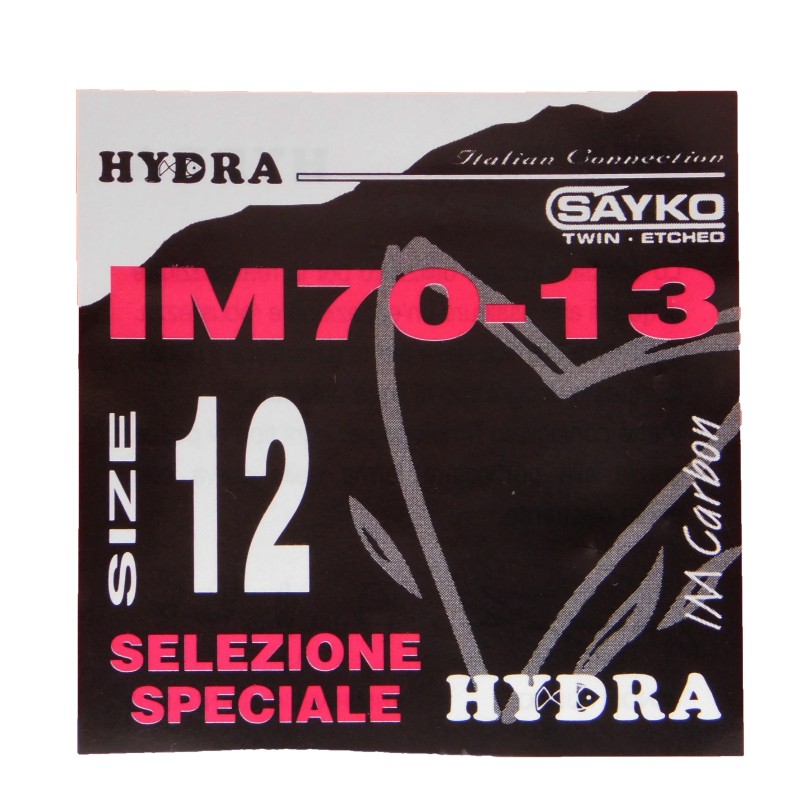 HYDRA
Italian Connection
SAYKO
TWIN · ETCHED
IM70-13
SIZE
12
IM Carbon
SELEZIONE
SPECIALE
HYDRA